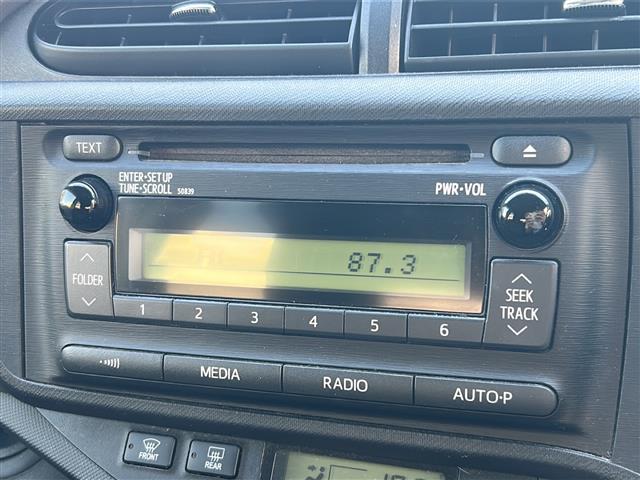 TEXT
ENTER·SETUP
TUNE·SCROLL 50839
PWR·VOL
87.3
FOLDER
SEEK
TRACK
1 2 3 4 5 6
MEDIA RADIO AUTO·P
FRONT REAR